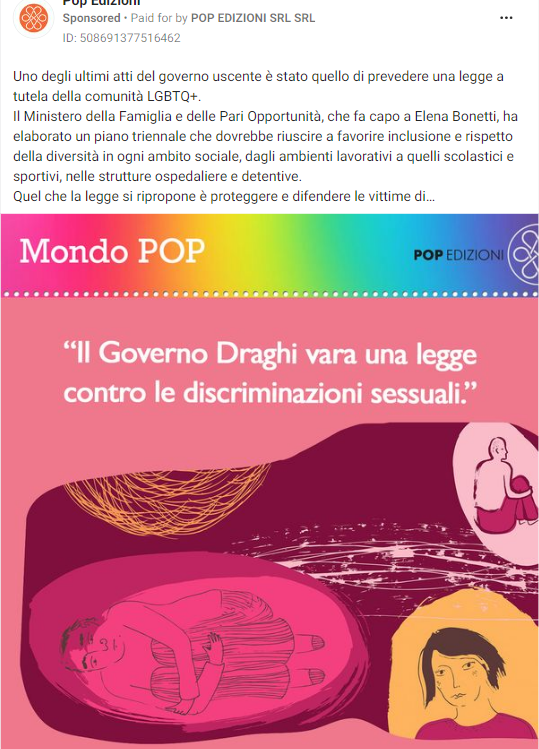 Pop Edizioni
Sponsored • Paid for by POP EDIZIONI SRL SRL
ID: 508691377516462
Uno degli ultimi atti del governo uscente è stato quello di prevedere una legge a
tutela della comunità LGBTQ+.
Il Ministero della Famiglia e delle Pari Opportunità, che fa capo a Elena Bonetti, ha
elaborato un piano triennale che dovrebbe riuscire a favorire inclusione e rispetto
della diversità in ogni ambito sociale, dagli ambienti lavorativi a quelli scolastici e
sportivi, nelle strutture ospedaliere e detentive.
Quel che la legge si ripropone è proteggere e difendere le vittime di...
Mondo POP
POP EDIZIONI
“Il Governo Draghi vara una legge
contro le discriminazioni sessuali.”